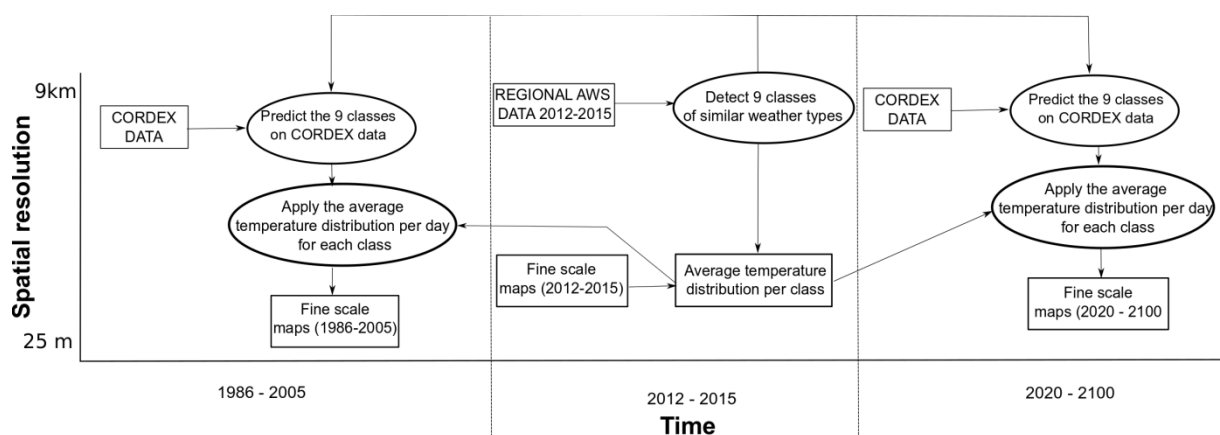 Spatial resolution
9km
25 m
CORDEX
DATA
Predict the 9 classes
on CORDEX data
Apply the average
temperature distribution per day
for each class
Fine scale
maps (1986-2005)
REGIONAL AWS
DATA 2012-2015
Detect 9 classes
of similar weather types
Fine scale
maps (2012-2015)
Average temperature
distribution per class
CORDEX
DATA
Predict the 9 classes
on CORDEX data
Apply the average
temperature distribution per day
for each class
Fine scale
maps (2020 - 2100
1986 - 2005
2012 - 2015
2020 - 2100
Time